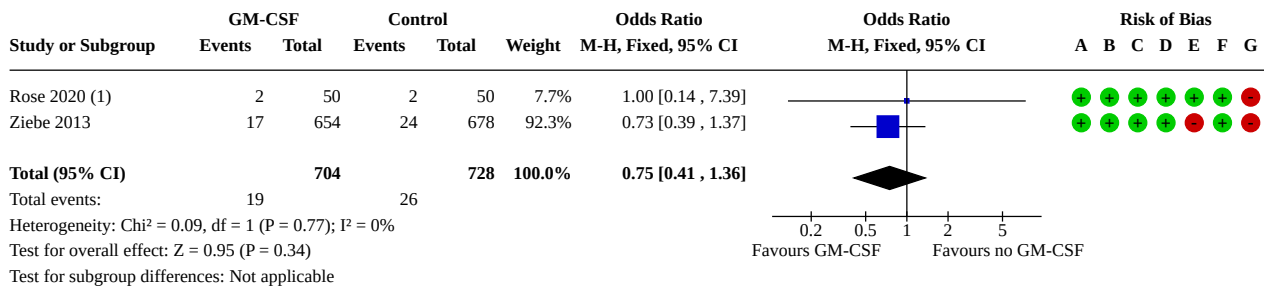 GM-CSF Control Odds Ratio Odds Ratio Risk of Bias
Study or Subgroup Events Total Events Total Weight M-H, Fixed, 95% CI M-H, Fixed, 95% CI A B C D E F G
Rose 2020 (1) 2 50 2 50 7.7% 1.00 [0.14 , 7.39] + + + + + + -
Ziebe 2013 17 654 24 678 92.3% 0.73 [0.39 , 1.37] + + + + - + -
Total (95% CI) 704 728 100.0% 0.75 [0.41 , 1.36]
Total events: 19 26
Heterogeneity: Chi² = 0.09, df = 1 (P = 0.77); I² = 0%
0.2 0.5 1 2 5
Test for overall effect: Z = 0.95 (P = 0.34)
Favours GM-CSF Favours no GM-CSF
Test for subgroup differences: Not applicable